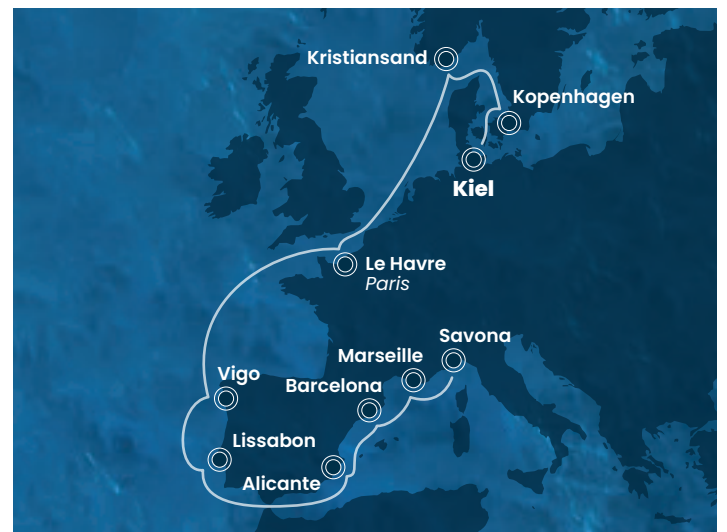 Kristiansand
Kopenhagen
Kiel
Le Havre
Paris
Savona
Marseille
Vigo
Barcelona
Lissabon
Alicante